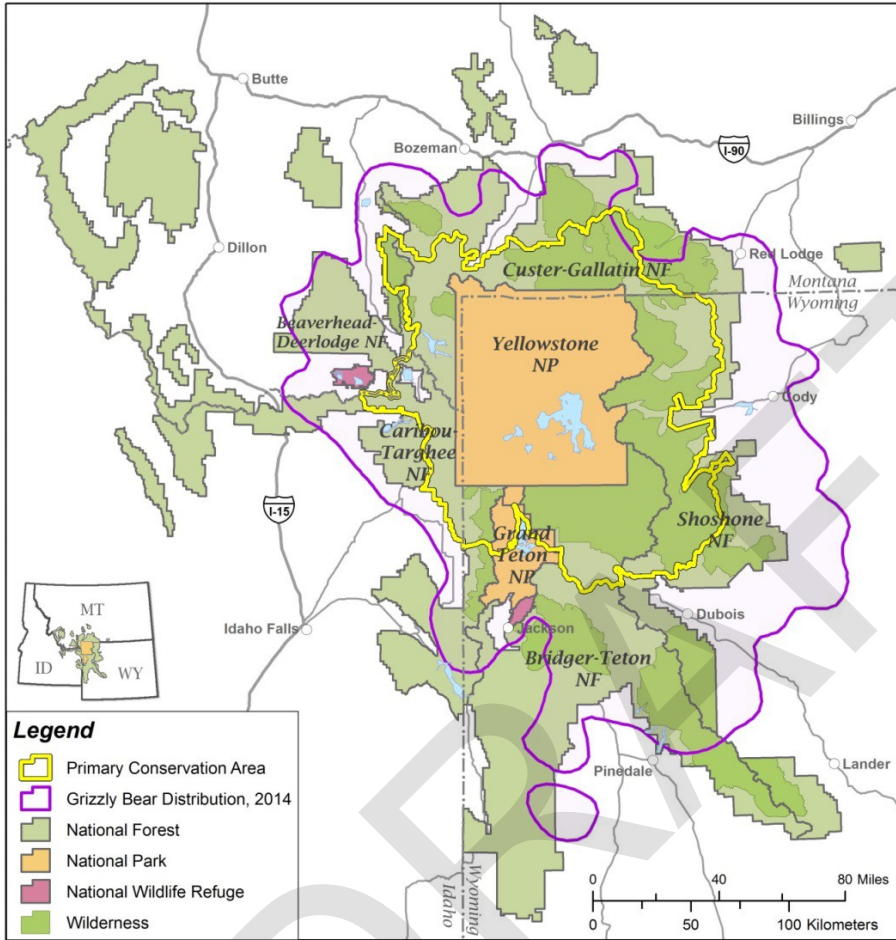 Butte
Billings
Bozeman
I-90
Dillon
Red Lodge
Custer-Gallatin NF
Montana
Wyoming
Beaverhead-
Deerlodge NF
Yellowstone
NP
Cody
Caribou-
Targhee
NF
I-15
Shoshone
NF
Grand
Teton
NP
MT
ID
WY
Idaho Falls
Dubois
Jackson
Bridger-Teton
NF
Legend
Primary Conservation Area
Grizzly Bear Distribution, 2014
National Forest
National Park
National Wildlife Refuge
Wilderness
Pinedale
Lander
Idaho
Wyoming
0 40 80 Miles
0 50 100 Kilometers
DRAFT